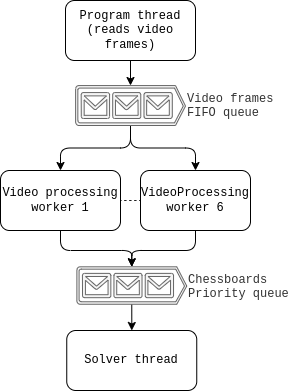 Program thread
(reads video
frames)
Video frames
FIFO queue
Video processing
worker 1
VideoProcessing
worker 6
Chessboards
Priority queue
Solver thread